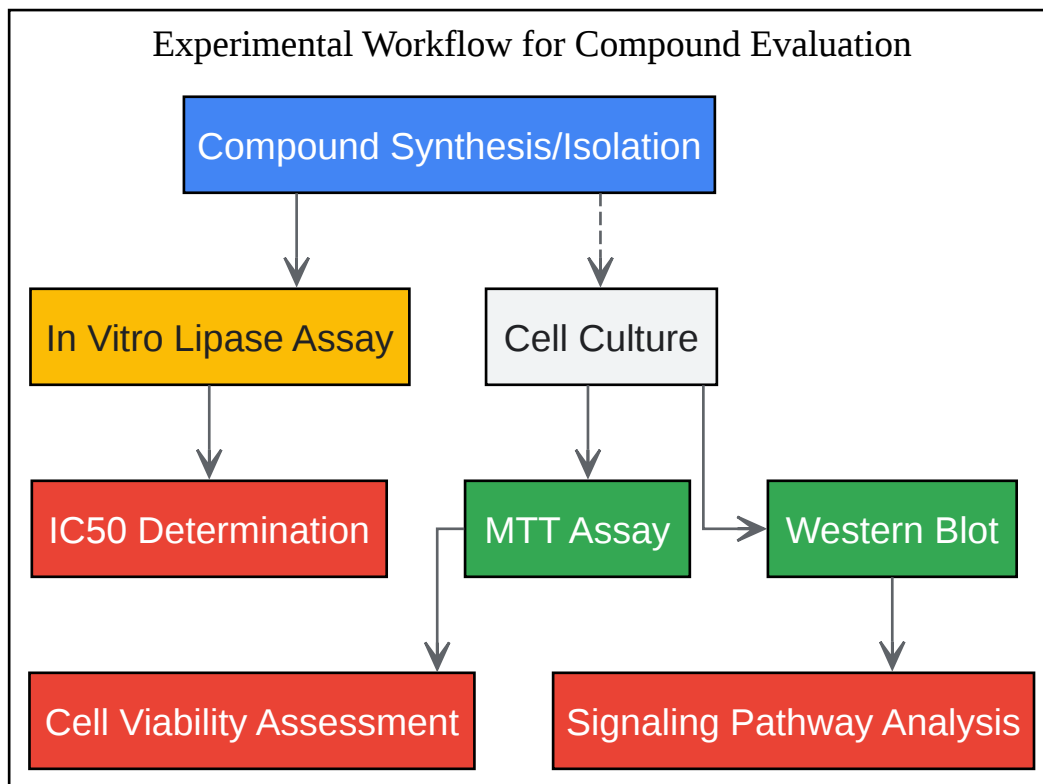 Experimental Workflow for Compound Evaluation
Compound Synthesis/Isolation
In Vitro Lipase Assay
Cell Culture
IC50 Determination
MTT Assay
Western Blot
Cell Viability Assessment
Signaling Pathway Analysis